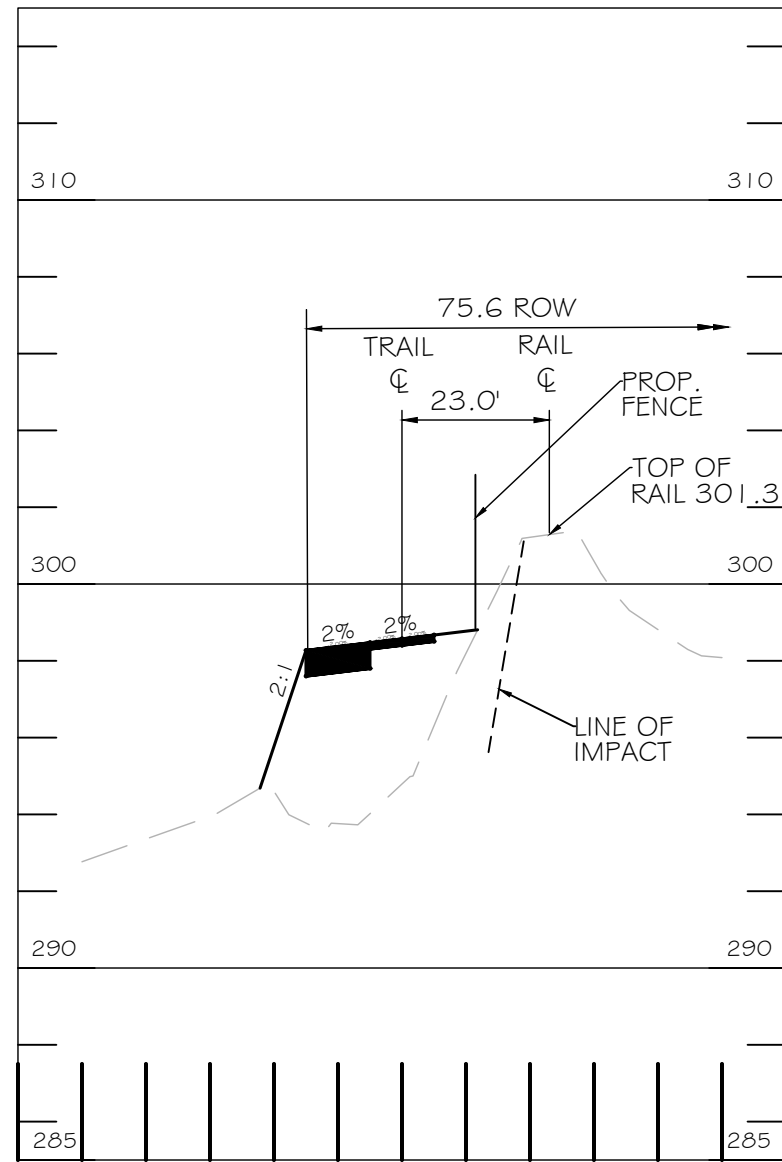 310 310
75.6 ROW
TRAIL RAIL
℄ ℄
23.0'
PROP.
FENCE
TOP OF
RAIL 301.3
300 300
2% 2%
2:1
LINE OF
IMPACT
290 290
285 285